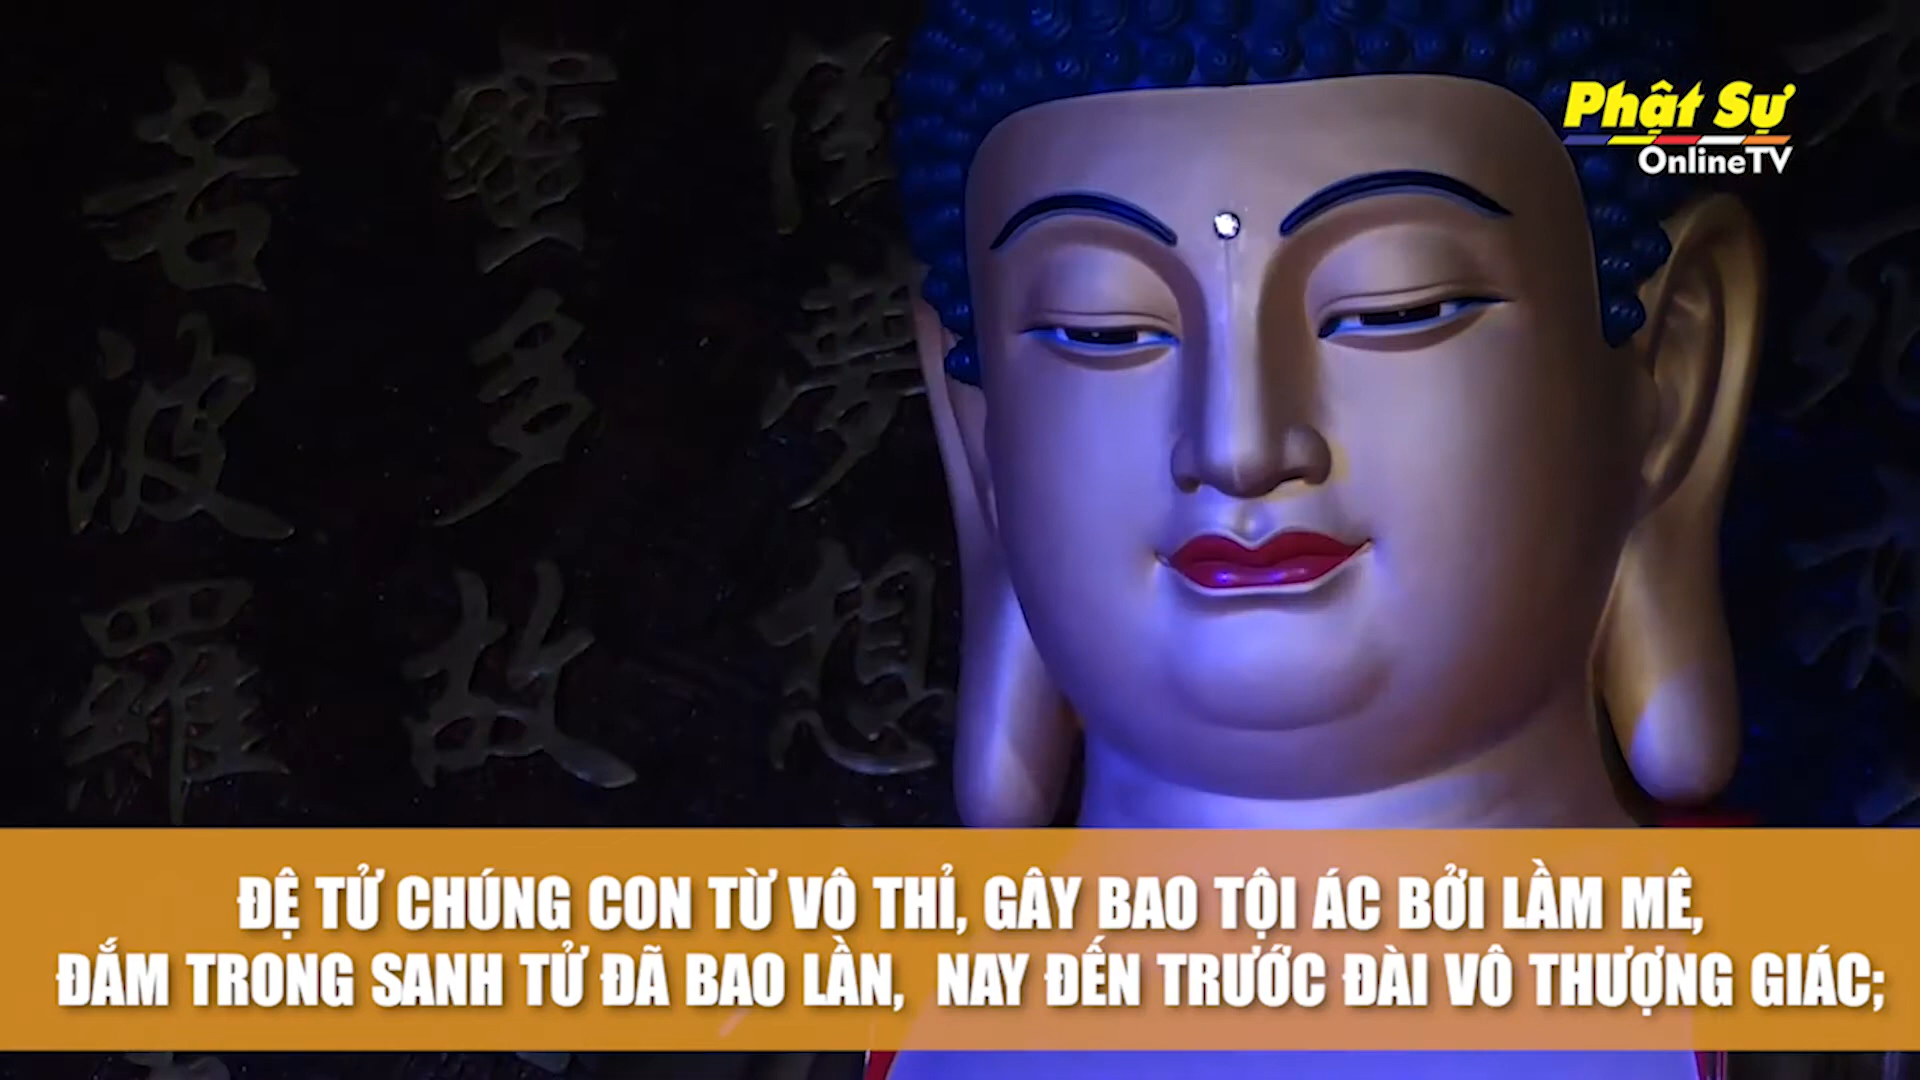 Phật Sự
OnlineTV
般若波羅
蜜多故
夢想
ĐỆ TỬ CHÚNG CON TỪ VÔ THỈ, GÂY BAO TỘI ÁC BỞI LẦM MÊ,
ĐẮM TRONG SANH TỬ ĐÃ BAO LẦN, NAY ĐẾN TRƯỚC ĐÀI VÔ THƯỢNG GIÁC;